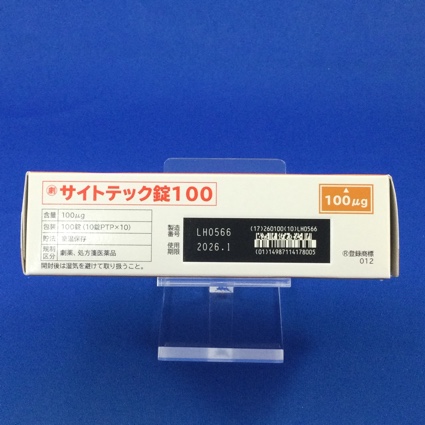 劇 サイトテック錠100
100μg
含量 100μg
包装 100錠(10錠PTP×10)
貯法 室温保存
規制区分 劇薬、処方箋医薬品
開封後は湿気を避けて取り扱うこと。
製造番号 LH0566
使用期限 2026.1
(17)260100(10)LH0566
(01)14987114178005
Ⓡ登録商標
012